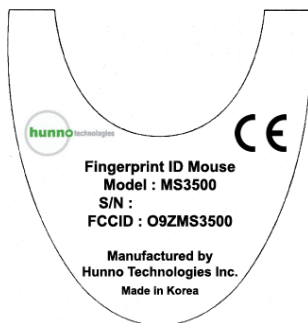 hunno technologies
CE
Fingerprint ID Mouse
Model : MS3500
S/N :
FCCID : O9ZMS3500
Manufactured by
Hunno Technologies Inc.
Made in Korea